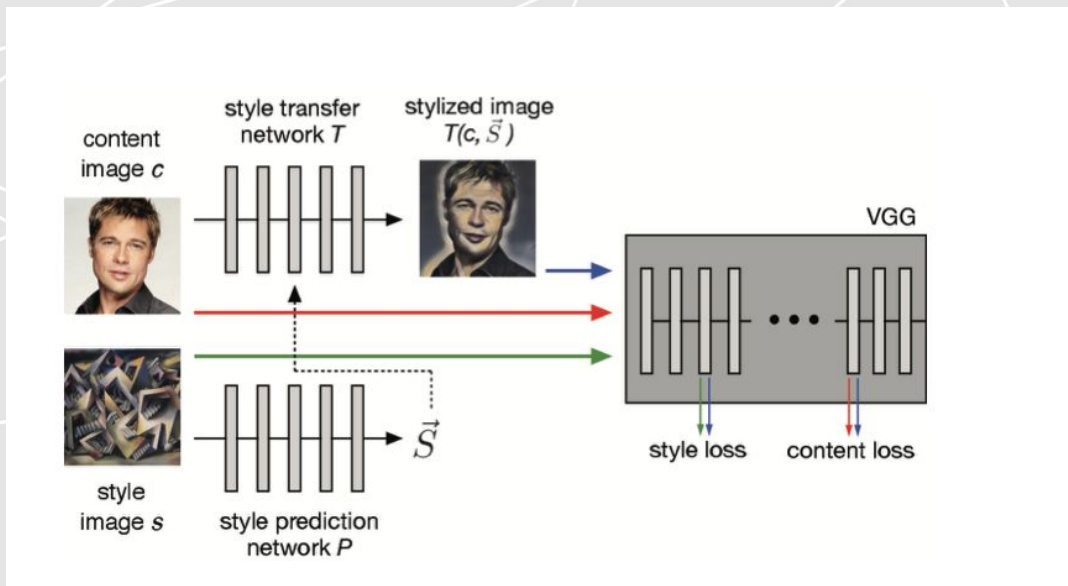 style transfer
network T
stylized image
T(c, S⃗ )
content
image c
VGG
S⃗
style loss
content loss
style
image s
style prediction
network P